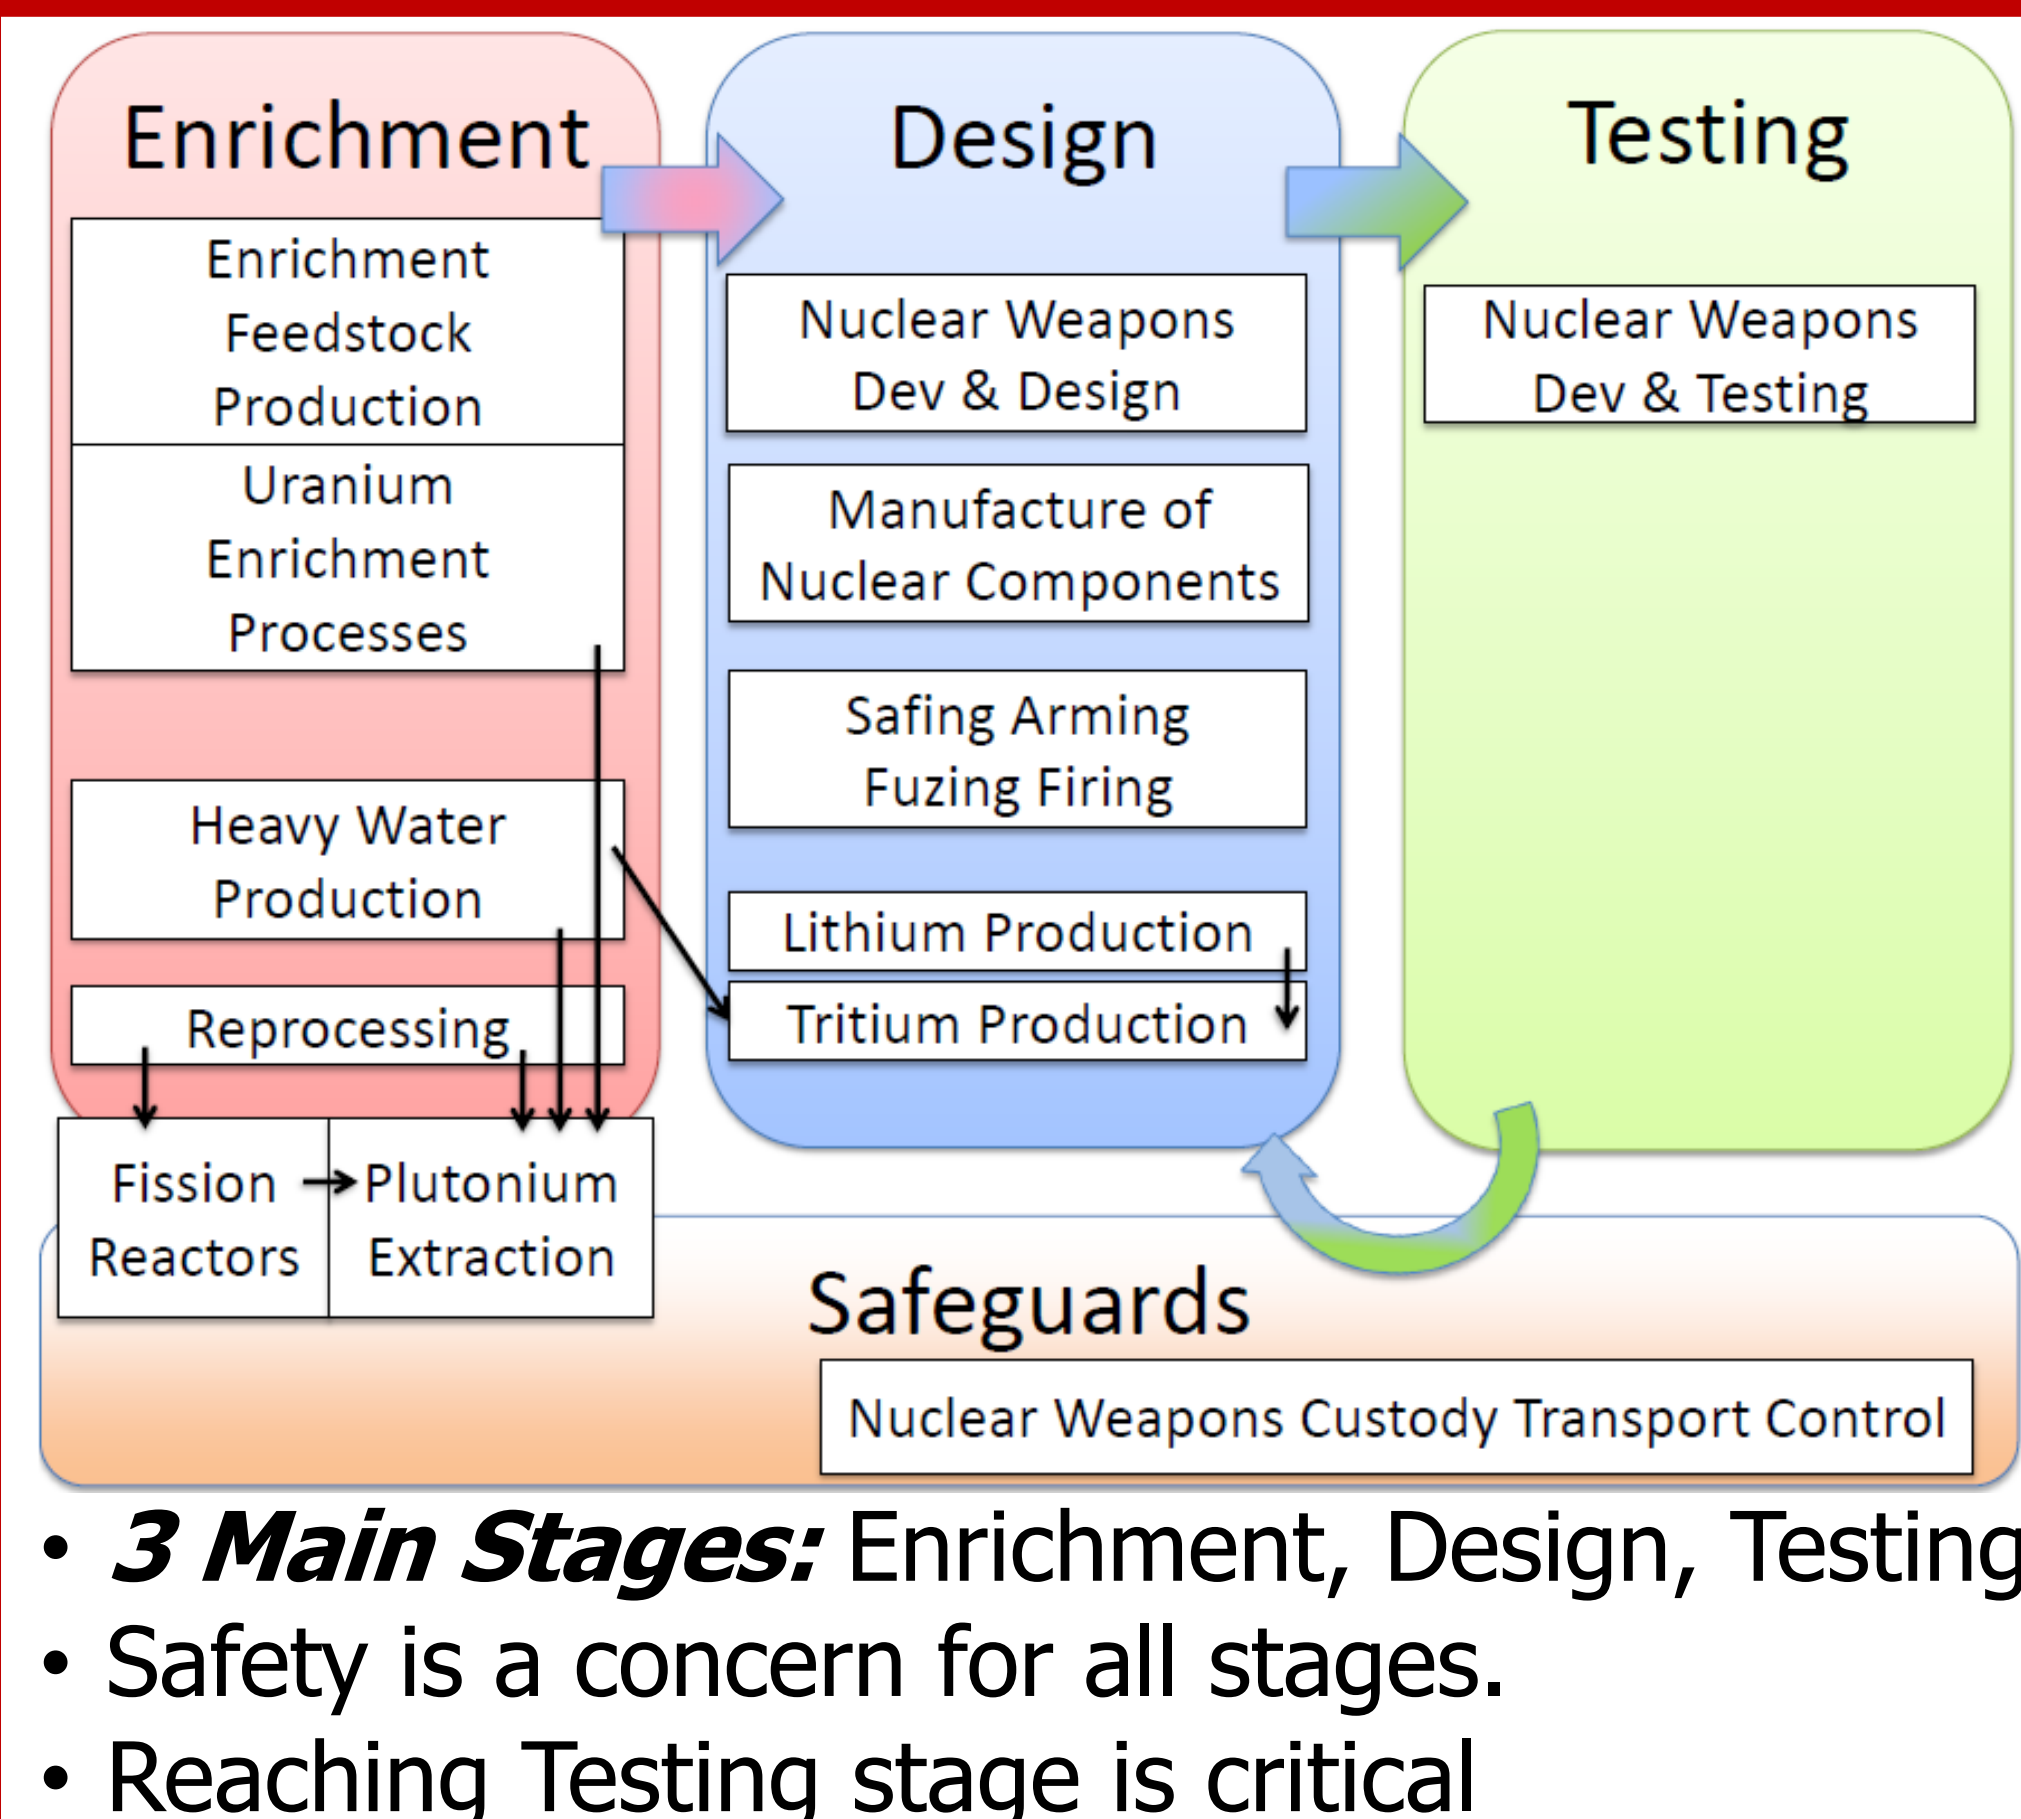 Enrichment
Enrichment
Feedstock
Production
Uranium
Enrichment
Processes
Heavy Water
Production
Reprocessing
Fission
Reactors
Plutonium
Extraction
Design
Nuclear Weapons
Dev & Design
Manufacture of
Nuclear Components
Safing Arming
Fuzing Firing
Lithium Production
Tritium Production
Testing
Nuclear Weapons
Dev & Testing
Safeguards
Nuclear Weapons Custody Transport Control
• 3 Main Stages: Enrichment, Design, Testing
• Safety is a concern for all stages.
• Reaching Testing stage is critical